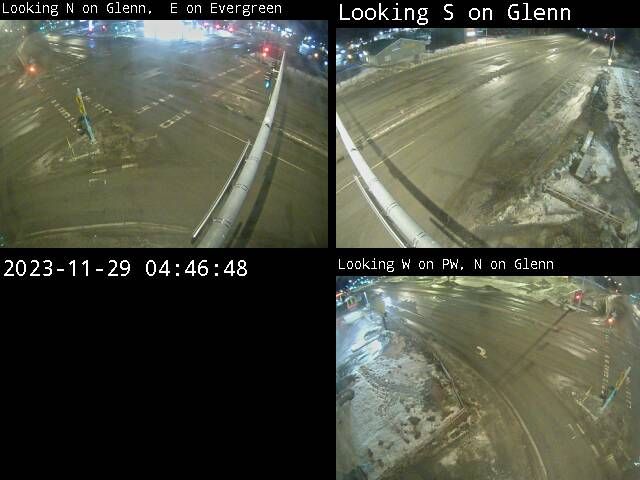 Looking N on Glenn,  E on Evergreen
Looking S on Glenn
2023-11-29 04:46:48
Looking W on PW, N on Glenn